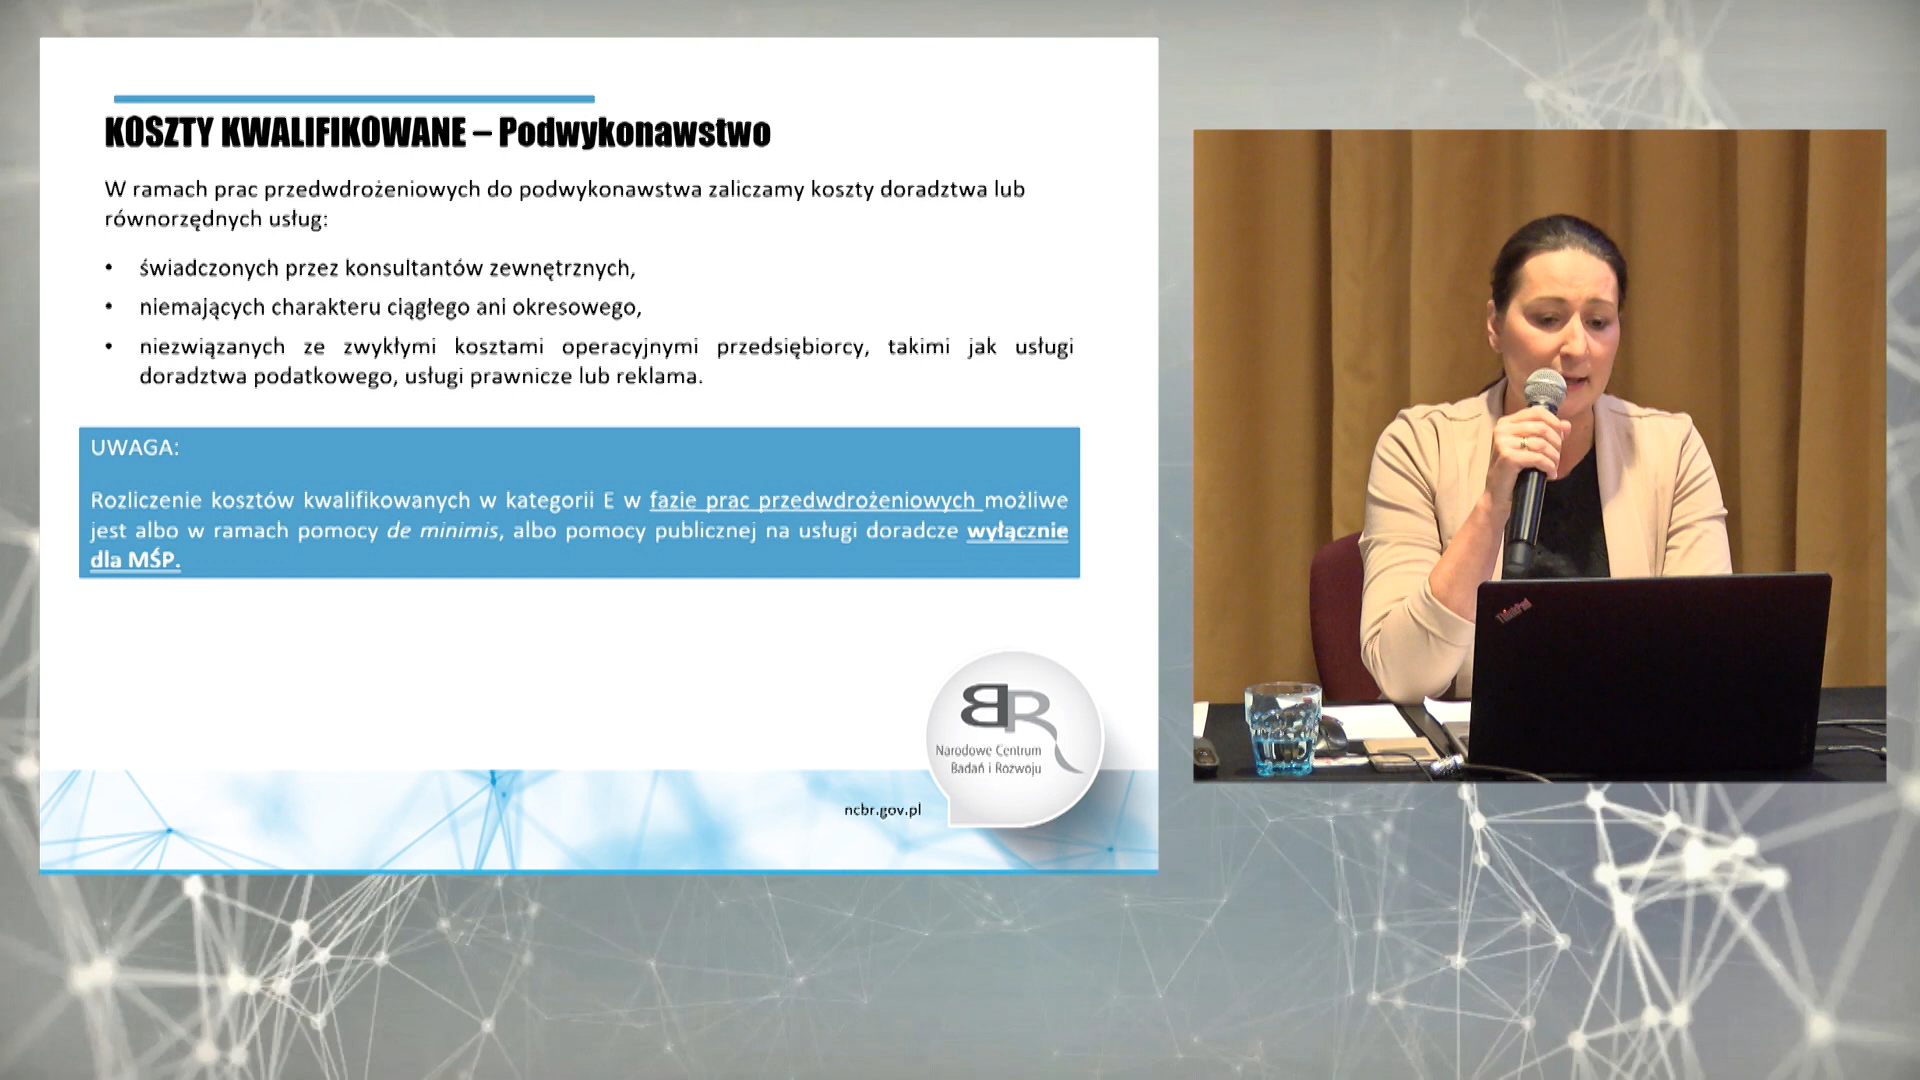 KOSZTY KWALIFIKOWANE – Podwykonawstwo
W ramach prac przedwdrożeniowych do podwykonawstwa zaliczamy koszty doradztwa lub
równorzędnych usług:
• świadczonych przez konsultantów zewnętrznych,
• niemających charakteru ciągłego ani okresowego,
• niezwiązanych ze zwykłymi kosztami operacyjnymi przedsiębiorcy, takimi jak usługi
doradztwa podatkowego, usługi prawnicze lub reklama.
UWAGA:
Rozliczenie kosztów kwalifikowanych w kategorii E w fazie prac przedwdrożeniowych możliwe
jest albo w ramach pomocy de minimis, albo pomocy publicznej na usługi doradcze wyłącznie
dla MŚP.
BR
Narodowe Centrum
Badań i Rozwoju
ncbr.gov.pl
ThinkPad